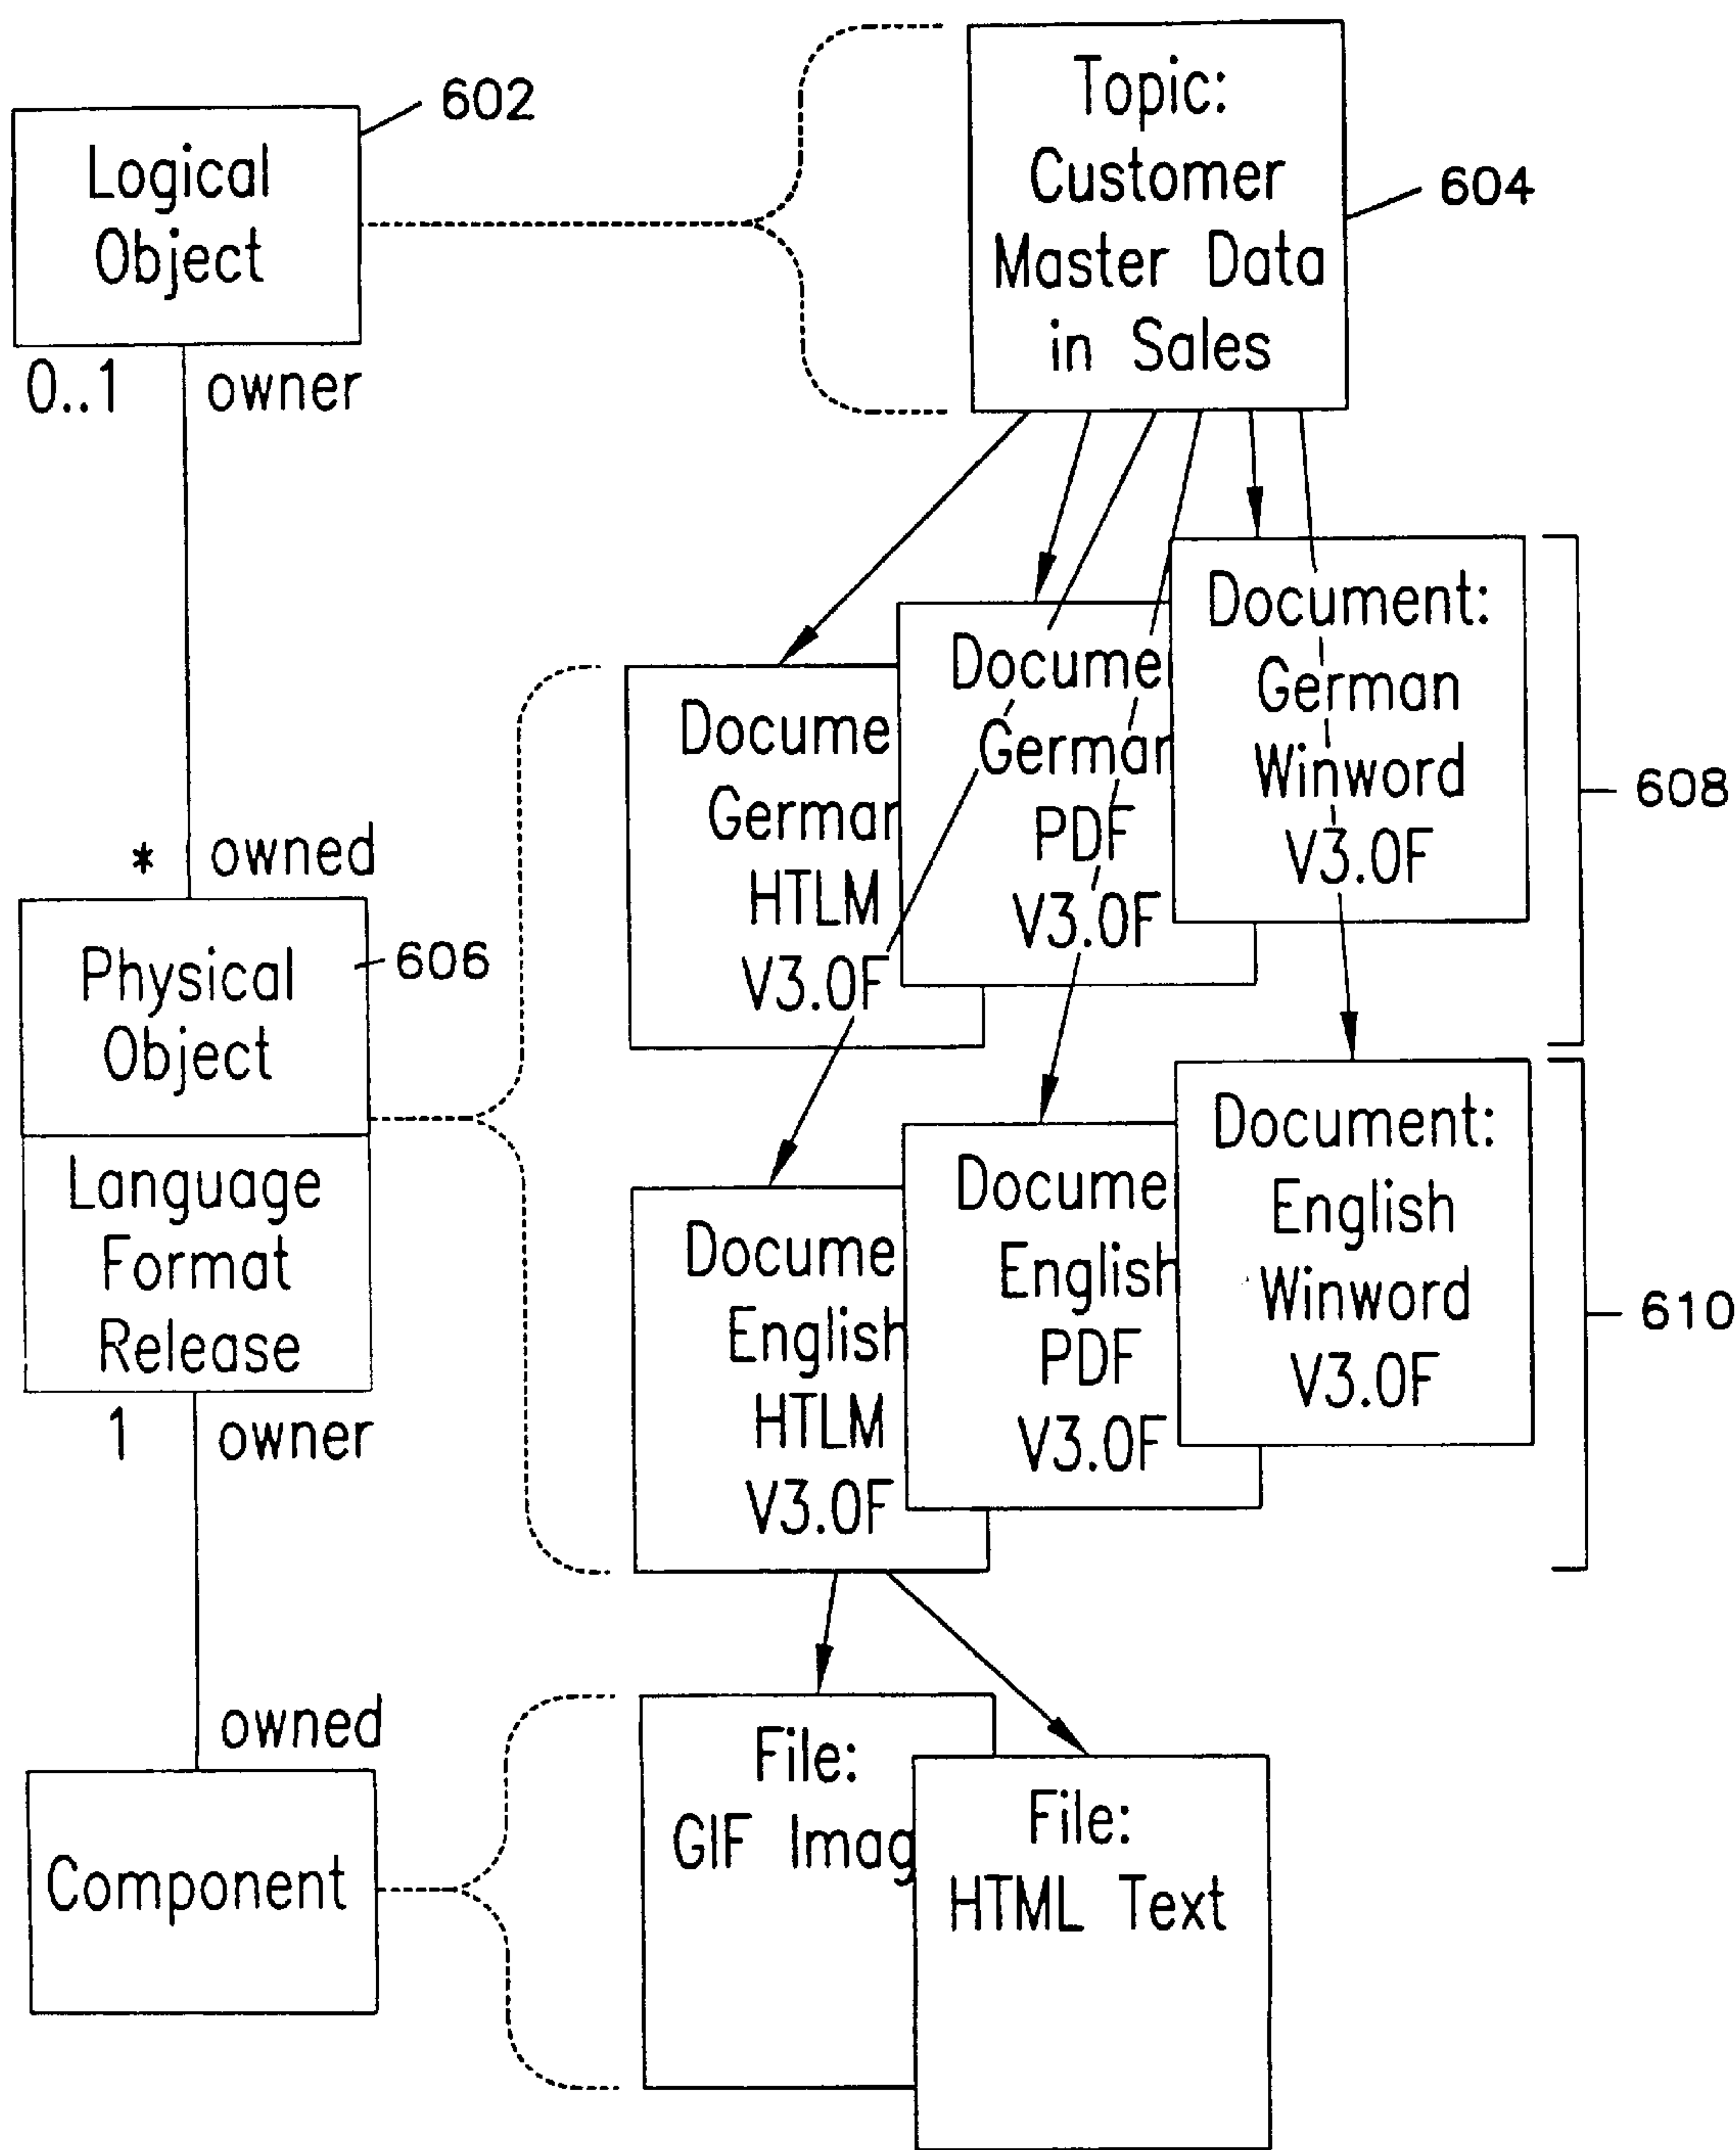 602
Logical
Object
0..1 owner
Topic:
Customer
Master Data
in Sales
604
* owned
Physical
Object
606
Language
Format
Release
1 owner
Docume
German
HTLM
V3.0F
Documen
German
PDF
V3.0F
Document:
German
Winword
V3.0F
608
Docume
English
HTLM
V3.0F
Documen
English
PDF
V3.0F
Document:
English
Winword
V3.0F
610
owned
Component
File:
GIF Imag
File:
HTML Text